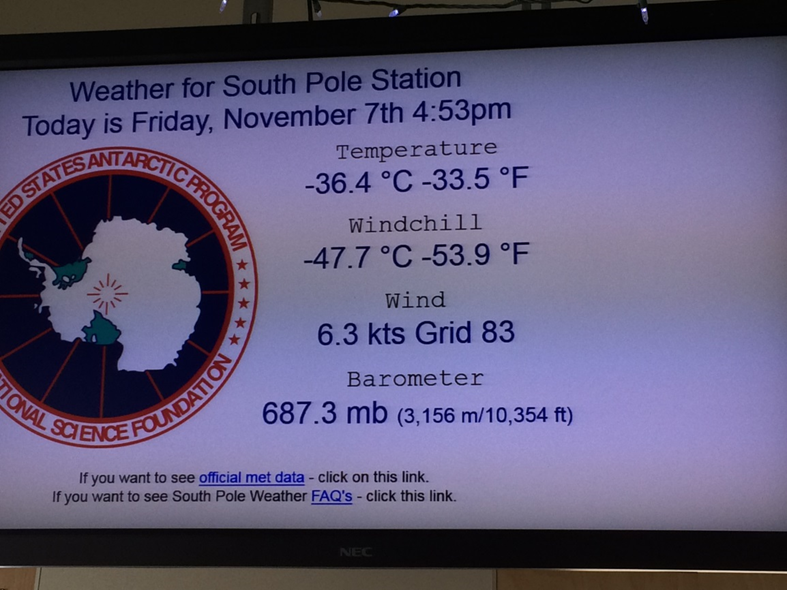 Weather for South Pole Station
Today is Friday, November 7th 4:53pm
TED STATES ANTARCTIC PROGRAM
TIONAL SCIENCE FOUNDATION
Temperature
-36.4 °C -33.5 °F
Windchill
-47.7 °C -53.9 °F
Wind
6.3 kts Grid 83
Barometer
687.3 mb (3,156 m/10,354 ft)
If you want to see official met data - click on this link.
If you want to see South Pole Weather FAQ's - click this link.
NEC